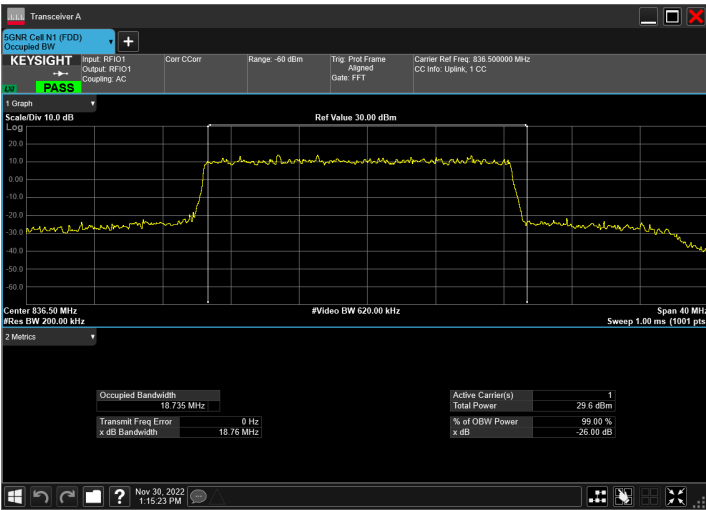 Transceiver A
5GNR Cell N1 (FDD)
Occupied BW
KEYSIGHT
LXI
PASS
Input: RFIO1
Output: RFIO1
Coupling: AC
Corr CCorr
Range: -60 dBm
Trig: Prot Frame
Aligned
Gate: FFT
Carrier Ref Freq: 836.500000 MHz
CC Info: Uplink, 1 CC
1 Graph
Scale/Div 10.0 dB
Ref Value 30.00 dBm
Log
20.0
10.0
0.00
-10.0
-20.0
-30.0
-40.0
-50.0
-60.0
Center 836.50 MHz
#Video BW 620.00 kHz
Span 40 MHz
#Res BW 200.00 kHz
Sweep 1.00 ms (1001 pts
2 Metrics
Occupied Bandwidth
18.735 MHz
Active Carrier(s) 1
Total Power 29.6 dBm
Transmit Freq Error 0 Hz
x dB Bandwidth 18.76 MHz
% of OBW Power 99.00 %
x dB -26.00 dB
Nov 30, 2022
1:15:23 PM